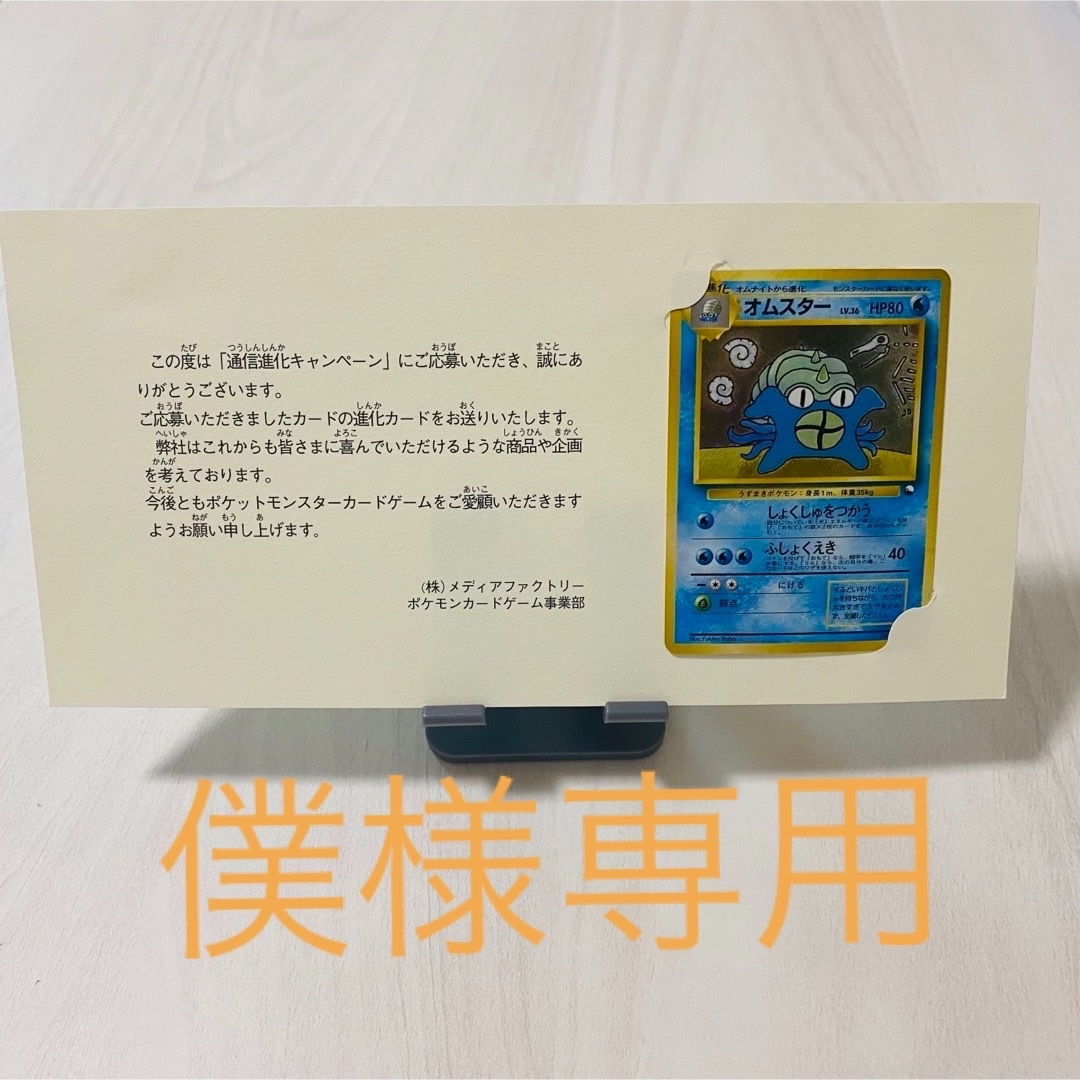 この度は「通信進化キャンペーン」にご応募いただき、誠にあ
りがとうございます。
ご応募いただきましたカードの進化カードをお送りいたします。
弊社はこれからも皆さまに喜んでいただけるような商品や企画
を考えております。
今後ともポケットモンスターカードゲームをご愛顧いただきます
ようお願い申し上げます。
(株)メディアファクトリー
ポケモンカードゲーム事業部
進化 オムナイトから進化
オムスター LV.36 HP80
うずまきポケモン:身長1m、体重35kg
しょくしゅをつかう
ふしょくえき 40
にげる
弱点
僕様専用